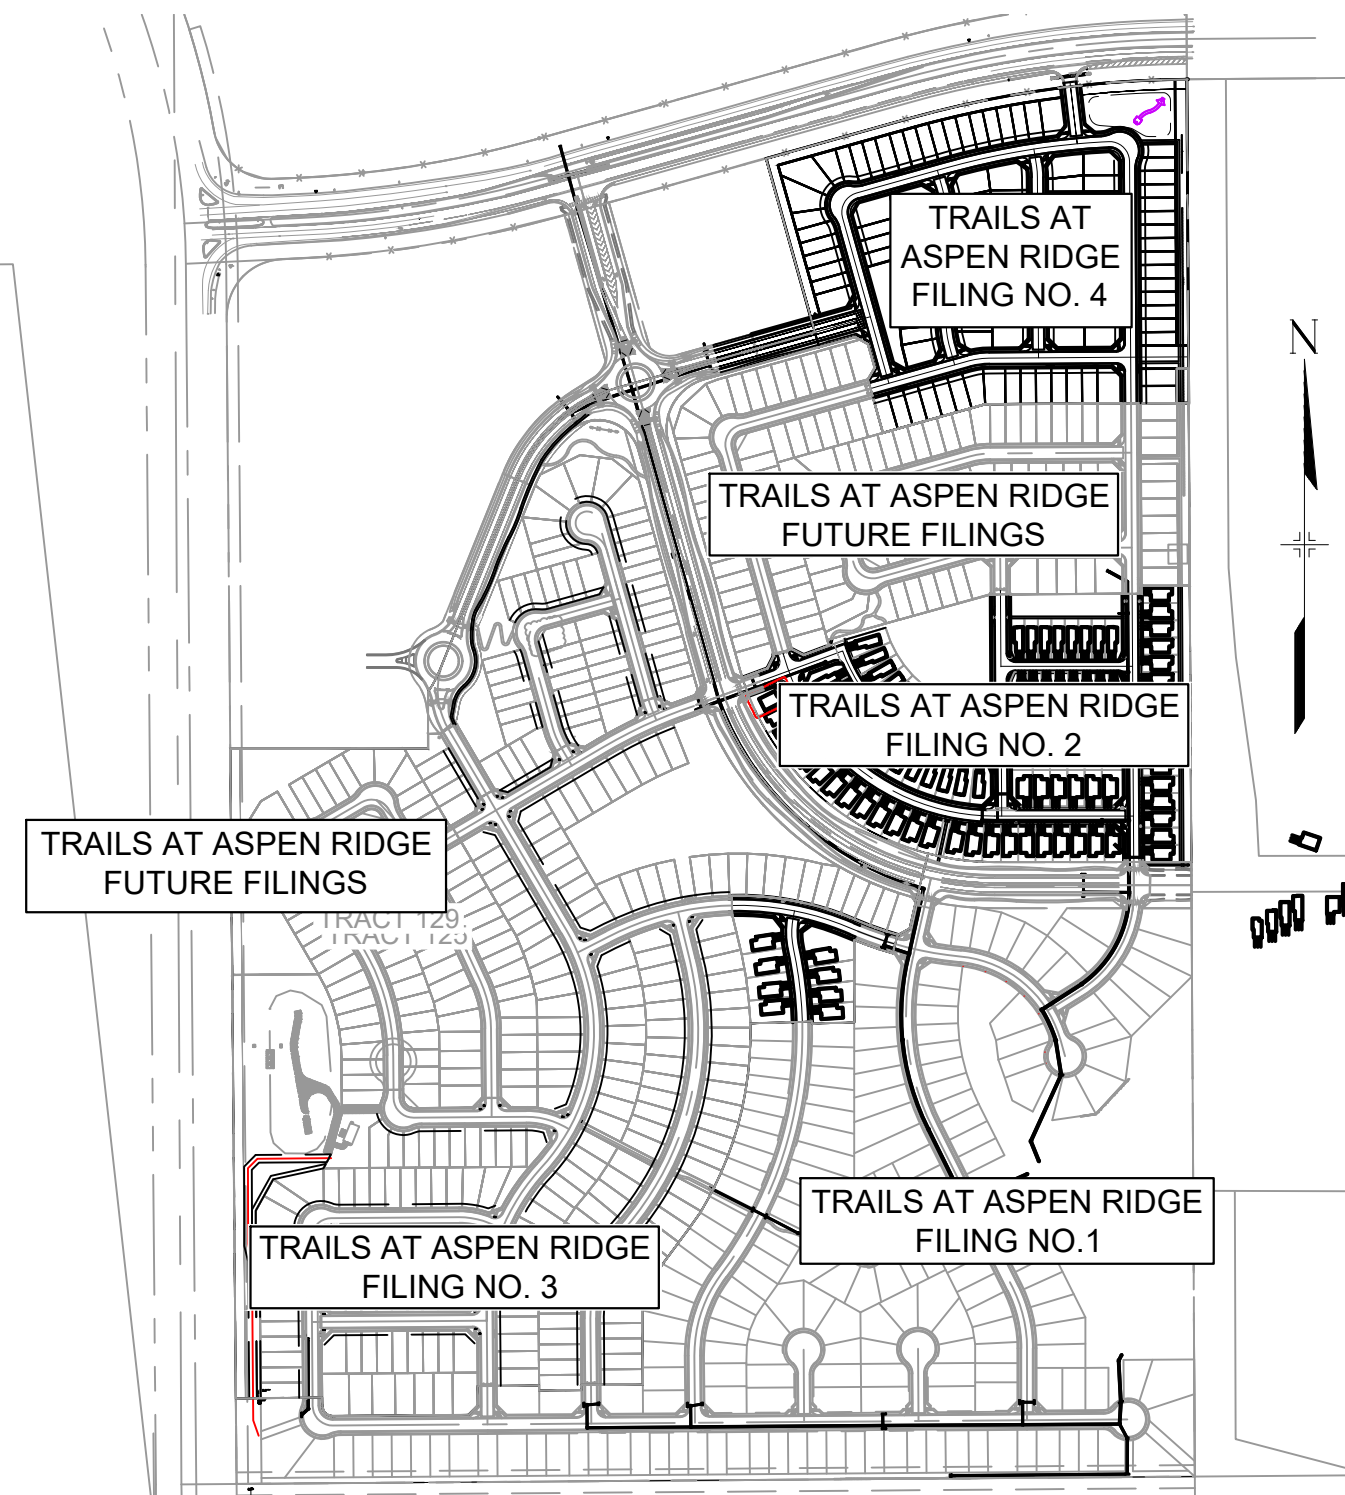 TRAILS AT
ASPEN RIDGE
FILING NO. 4
N
TRAILS AT ASPEN RIDGE
FUTURE FILINGS
TRAILS AT ASPEN RIDGE
FILING NO. 2
TRAILS AT ASPEN RIDGE
FUTURE FILINGS
TRACT 129
TRACT 125
TRAILS AT ASPEN RIDGE
FILING NO.1
TRAILS AT ASPEN RIDGE
FILING NO. 3